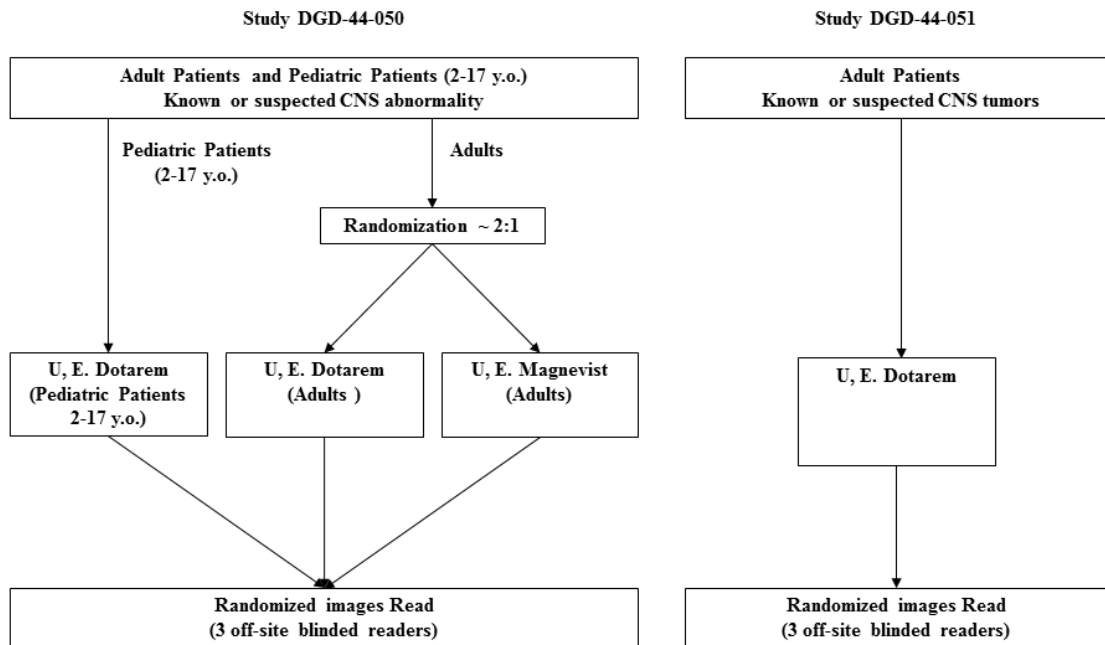 Study DGD-44-050
Study DGD-44-051
Adult Patients and Pediatric Patients (2-17 y.o.)
Known or suspected CNS abnormality
Adult Patients
Known or suspected CNS tumors
Pediatric Patients
(2-17 y.o.)
Adults
Randomization ~ 2:1
U, E. Dotarem
(Pediatric Patients
2-17 y.o.)
U, E. Dotarem
(Adults )
U, E. Magnevist
(Adults)
U, E. Dotarem
Randomized images Read
(3 off-site blinded readers)
Randomized images Read
(3 off-site blinded readers)